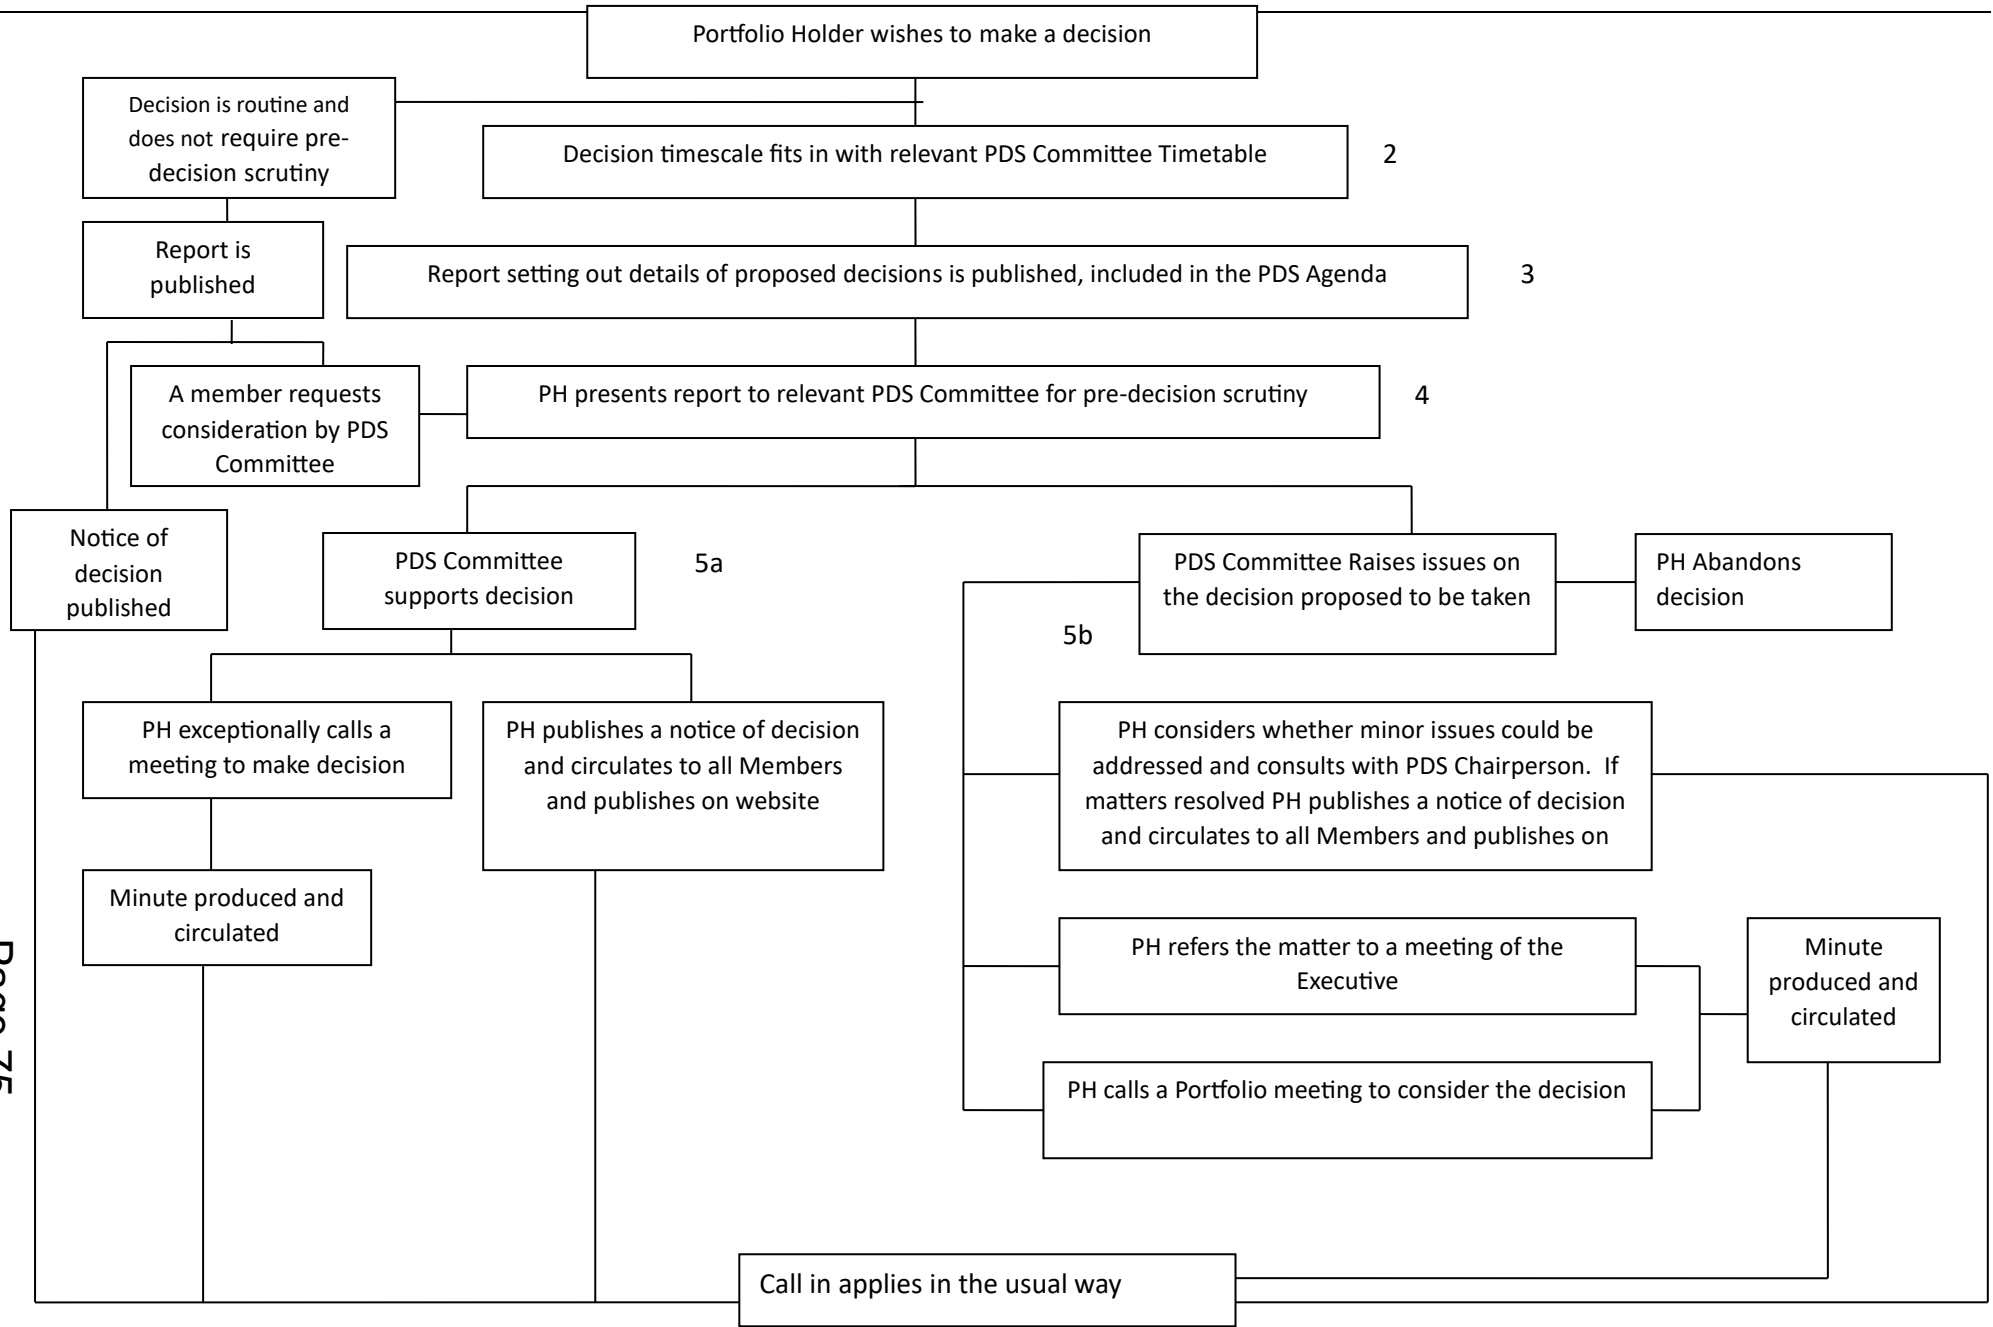 Portfolio Holder wishes to make a decision
Decision is routine and
does not require pre-
decision scrutiny
Decision timescale fits in with relevant PDS Committee Timetable
2
Report is
published
Report setting out details of proposed decisions is published, included in the PDS Agenda
3
A member requests
consideration by PDS
Committee
PH presents report to relevant PDS Committee for pre-decision scrutiny
4
Notice of
decision
published
PDS Committee
supports decision
5a
PDS Committee Raises issues on
the decision proposed to be taken
5b
PH Abandons
decision
PH exceptionally calls a
meeting to make decision
PH publishes a notice of decision
and circulates to all Members
and publishes on website
PH considers whether minor issues could be
addressed and consults with PDS Chairperson. If
matters resolved PH publishes a notice of decision
and circulates to all Members and publishes on
Minute produced and
circulated
PH refers the matter to a meeting of the
Executive
Minute
produced and
circulated
PH calls a Portfolio meeting to consider the decision
Call in applies in the usual way
Page 75